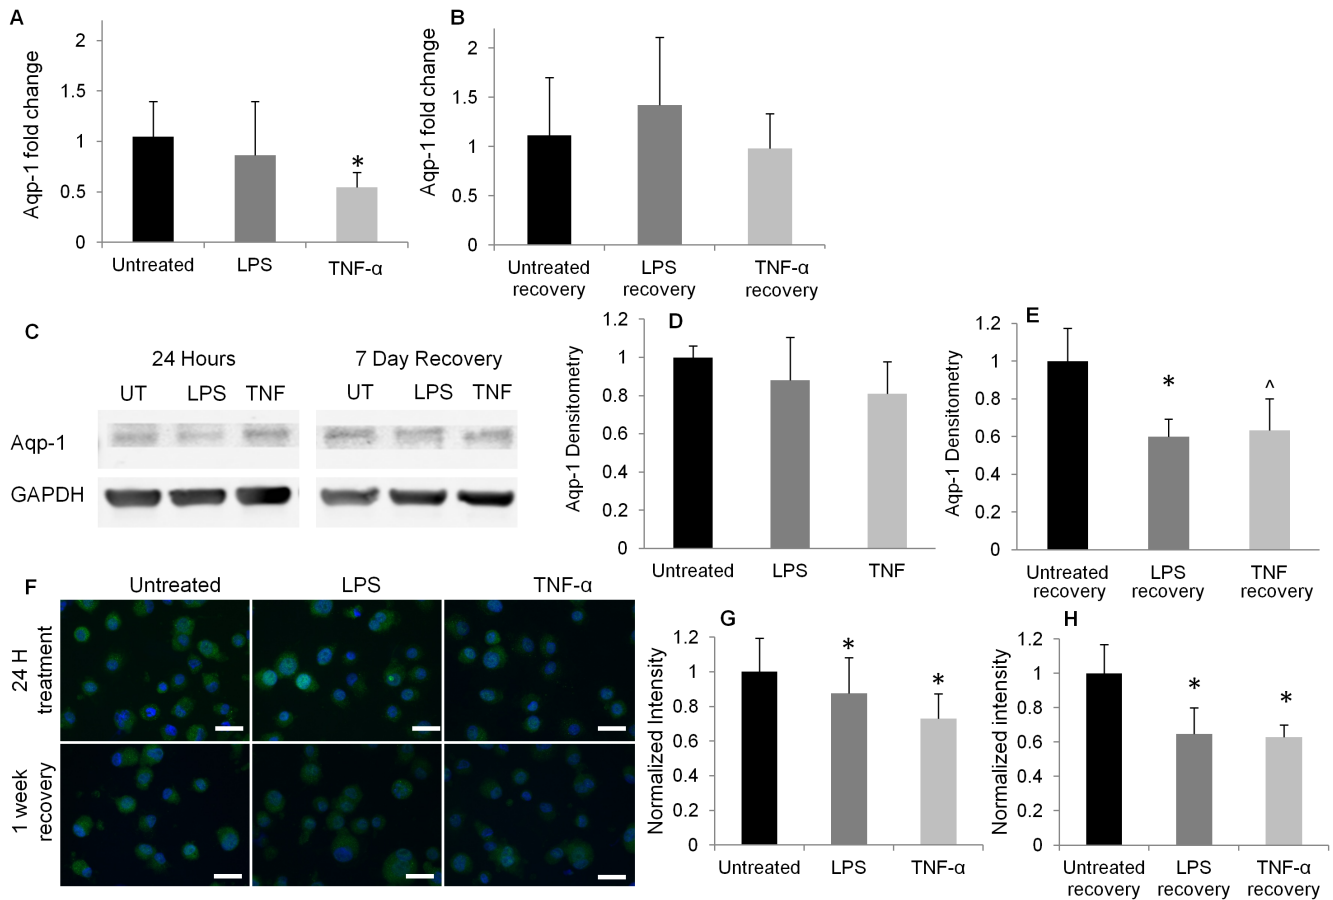 A
Aqp-1 fold change
2
1.5
1
0.5
0
*
Untreated
LPS
TNF-α
B
Aqp-1 fold change
2
1.5
1
0.5
0
Untreated
recovery
LPS
recovery
TNF-α
recovery
C
24 Hours
7 Day Recovery
UT
LPS
TNF
UT
LPS
TNF
Aqp-1
GAPDH
D
Aqp-1 Densitometry
1.2
1
0.8
0.6
0.4
0.2
0
Untreated
LPS
TNF
E
Aqp-1 Densitometry
1.2
1
0.8
0.6
0.4
0.2
0
*
^
Untreated
recovery
LPS
recovery
TNF
recovery
F
Untreated
LPS
TNF-α
24 H
treatment
1 week
recovery
G
Normalized Intensity
1.2
1
0.8
0.6
0.4
0.2
0
*
*
Untreated
LPS
TNF-α
H
Normalized intensity
1.2
1
0.8
0.6
0.4
0.2
0
*
*
Untreated
recovery
LPS
recovery
TNF-α
recovery